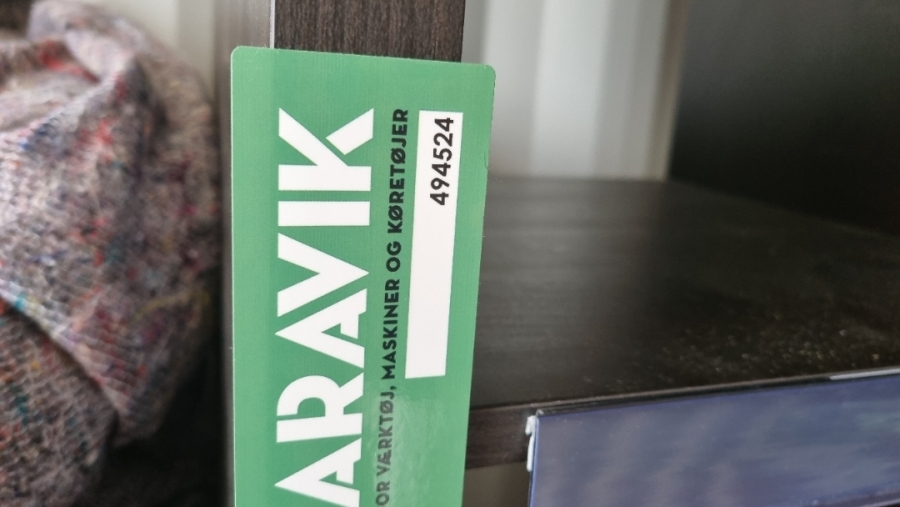 ARAVIK
OR VÆRKTØJ, MASKINER OG KØRETØJER
494524